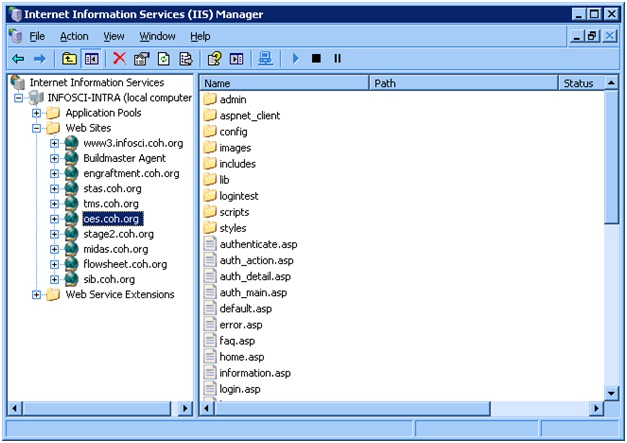 Internet Information Services (IIS) Manager
File Action View Window Help
Internet Information Services
INFOSCI-INTRA (local computer
Application Pools
Web Sites
www3.infosci.coh.org
Buildmaster Agent
engraftment.coh.org
stas.coh.org
tms.coh.org
oes.coh.org
stage2.coh.org
midas.coh.org
flowsheet.coh.org
sib.coh.org
Web Service Extensions
Name Path Status
admin
aspnet_client
config
images
includes
lib
logintest
scripts
styles
authenticate.asp
auth_action.asp
auth_detail.asp
auth_main.asp
default.asp
error.asp
faq.asp
home.asp
information.asp
login.asp